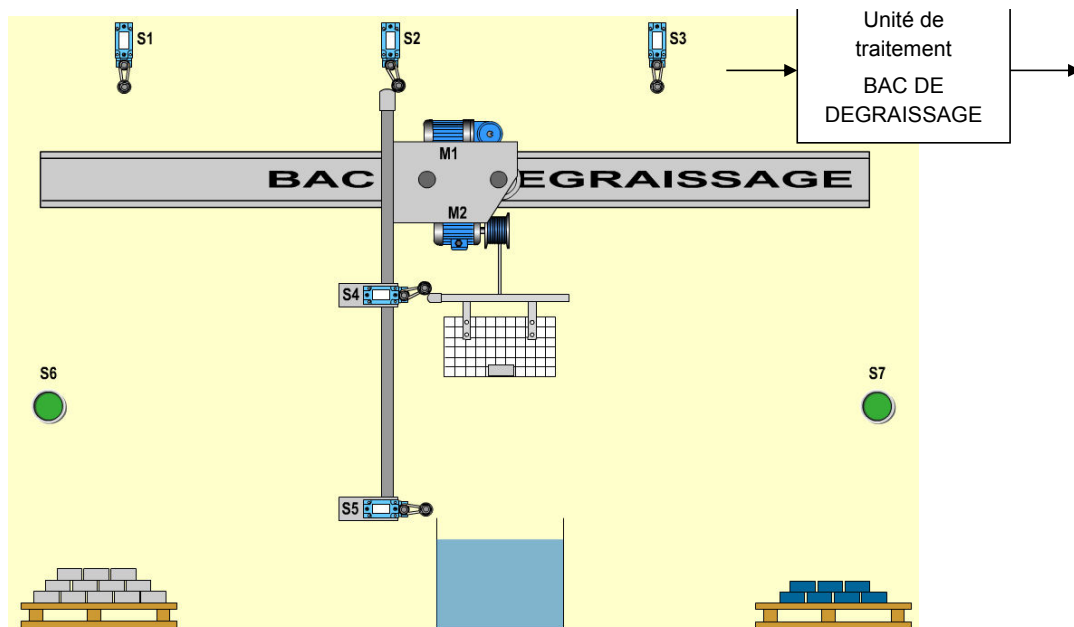 S1
S2
S3
Unité de
traitement
BAC DE
DEGRAISSAGE
M1
BAC EGRAISSAGE
M2
S4
S6
S7
S5